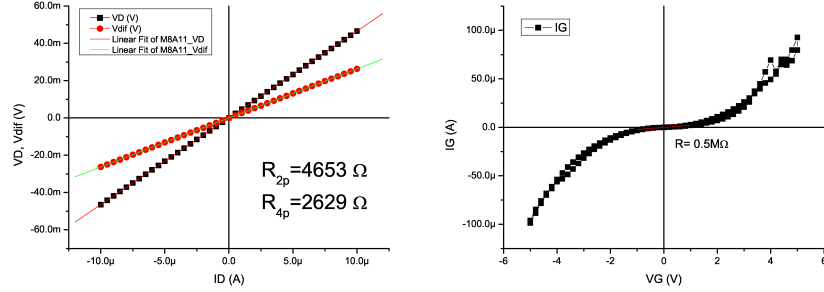 60.0m
40.0m
20.0m
0.0
-20.0m
-40.0m
-60.0m
VD, Vdif (V)
VD (V)
Vdif (V)
Linear Fit of M8A11_VD
Linear Fit of M8A11_Vdif
R2p=4653 Ω
R4p=2629 Ω
-10.0µ -5.0µ 0.0 5.0µ 10.0µ
ID (A)
100.0µ
50.0µ
0.0
-50.0µ
-100.0µ
IG (A)
IG
R= 0.5MΩ
-6 -4 -2 0 2 4 6
VG (V)